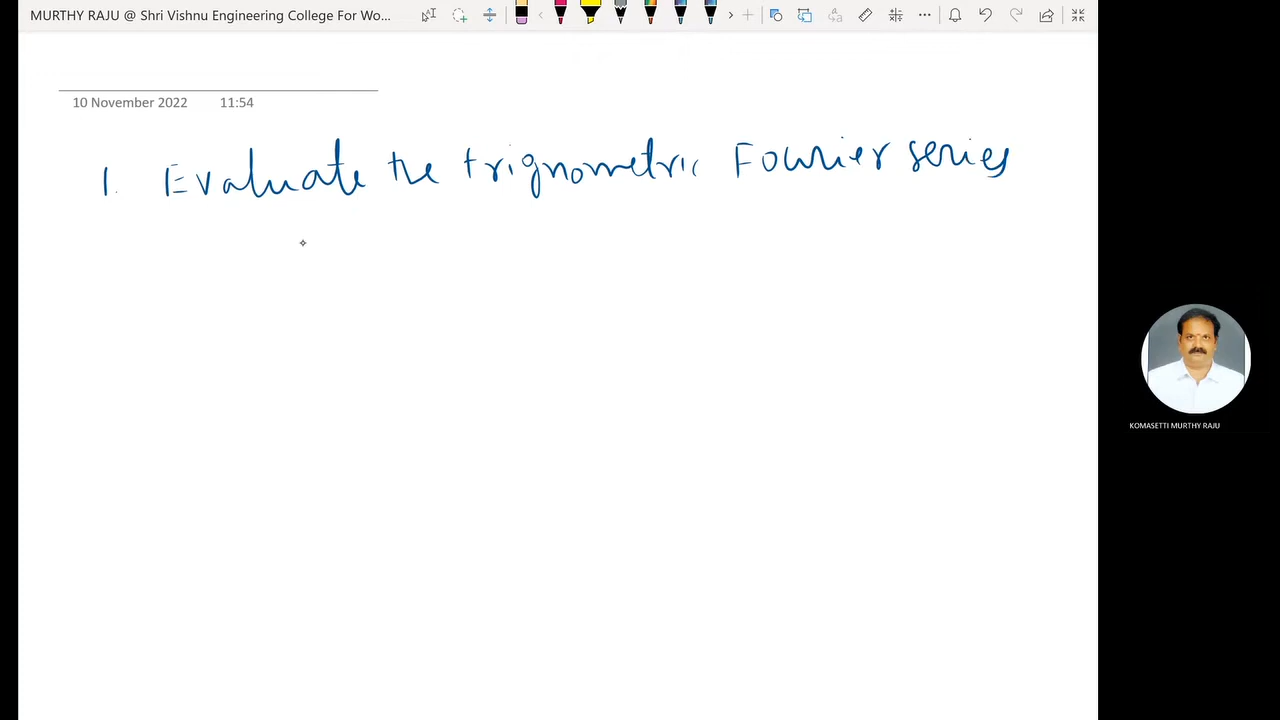 MURTHY RAJU @ Shri Vishnu Engineering College For Wo...
10 November 2022 11:54
1. Evaluate the trignometric Fourier series
KOMASETTI MURTHY RAJU